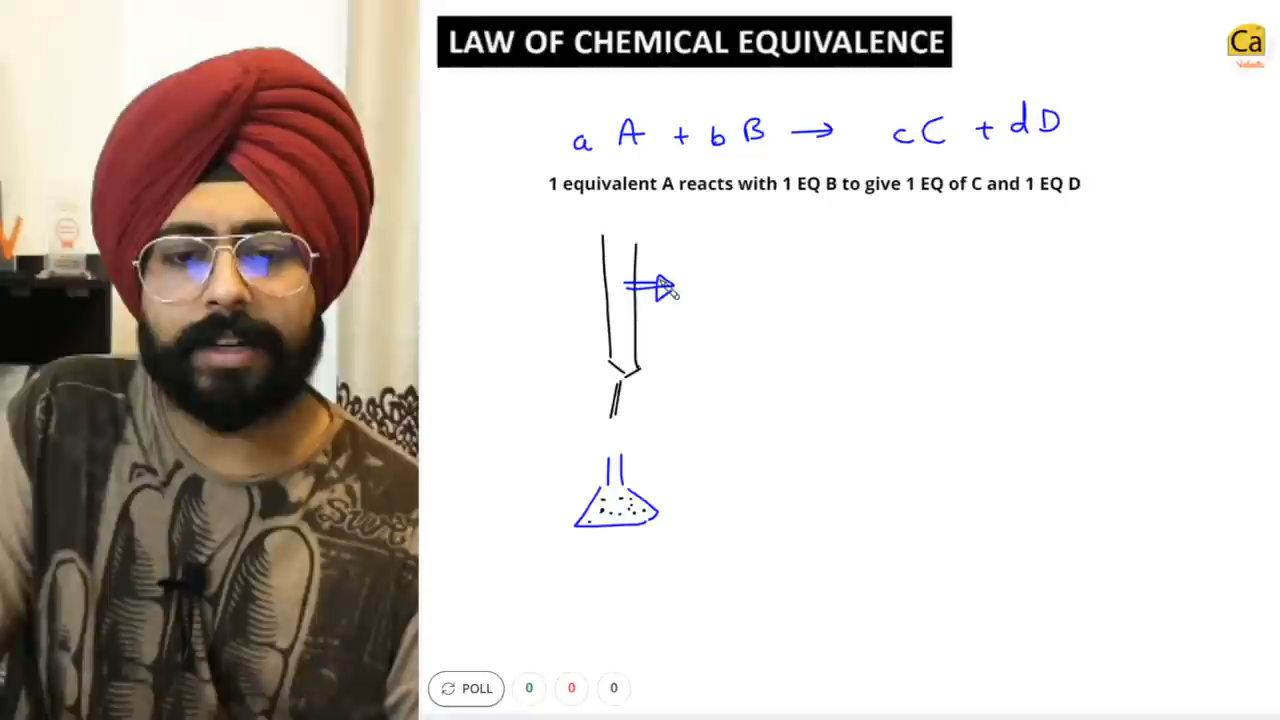 LAW OF CHEMICAL EQUIVALENCE
Ca
Vedantu
a A + b B → cC + dD
1 equivalent A reacts with 1 EQ B to give 1 EQ of C and 1 EQ D
POLL 0 0 0